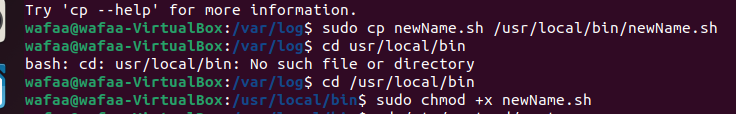 Try 'cp --help' for more information.
wafaa@wafaa-VirtualBox:/var/log$ sudo cp newName.sh /usr/local/bin/newName.sh
wafaa@wafaa-VirtualBox:/var/log$ cd usr/local/bin
bash: cd: usr/local/bin: No such file or directory
wafaa@wafaa-VirtualBox:/var/log$ cd /usr/local/bin
wafaa@wafaa-VirtualBox:/usr/local/bin$ sudo chmod +x newName.sh